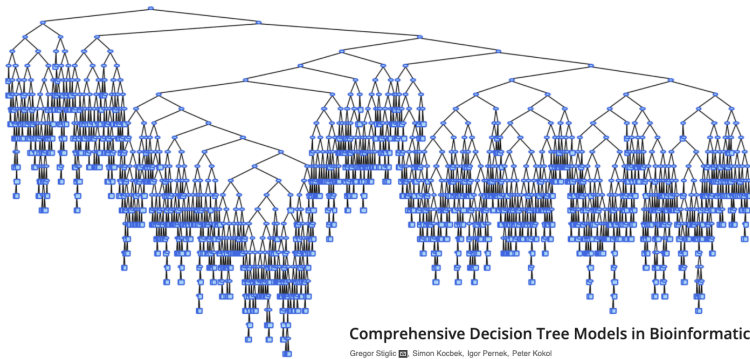 Comprehensive Decision Tree Models in Bioinformatic
Gregor Stiglic, Simon Kocbek, Igor Pernek, Peter Kokol